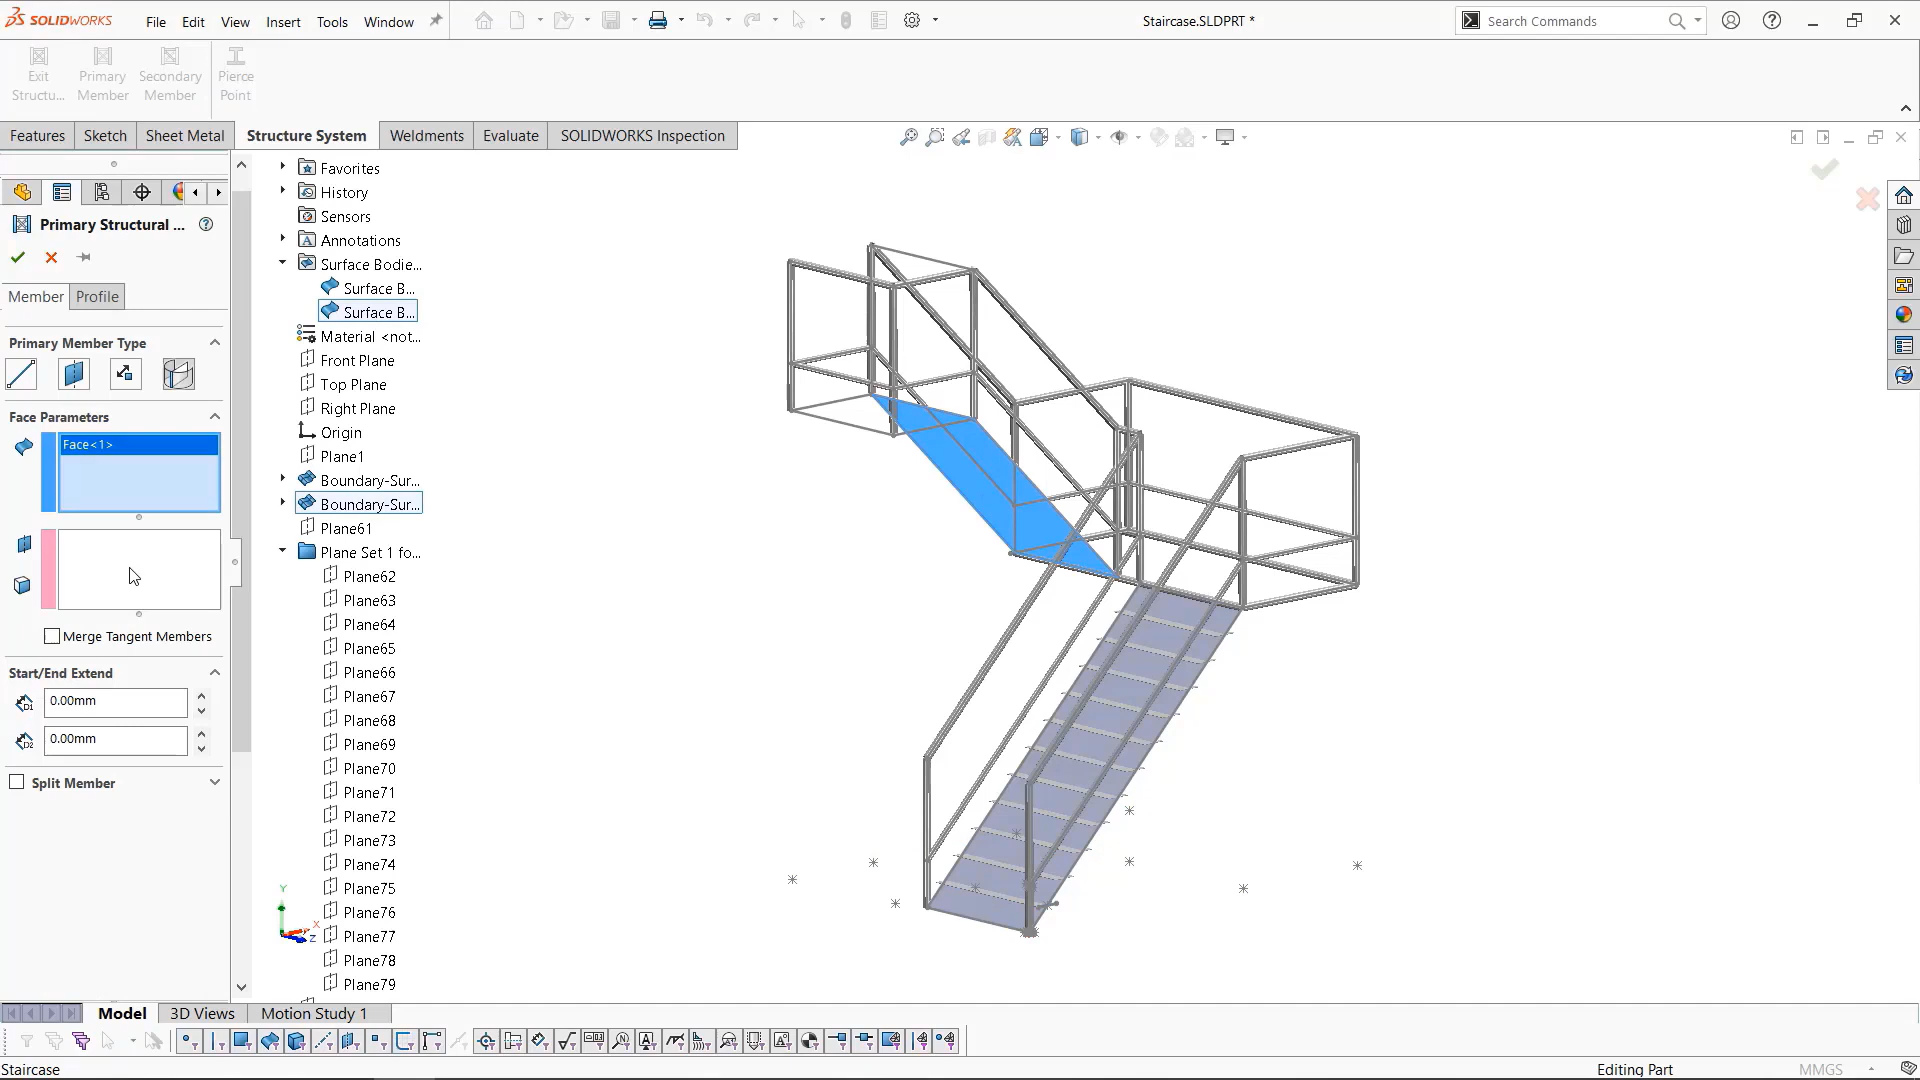 SOLIDWORKS
File Edit View Insert Tools Window
Staircase.SLDPRT *
Search Commands
Exit Structu...
Primary Member
Secondary Member
Pierce Point
Features Sketch Sheet Metal Structure System Weldments Evaluate SOLIDWORKS Inspection
Primary Structural ...
Member Profile
Primary Member Type
Face Parameters
Face<1>
Merge Tangent Members
Start/End Extend
D1 0.00mm
D2 0.00mm
Split Member
Favorites
History
Sensors
Annotations
Surface Bodie...
Surface B...
Surface B...
Material <not...
Front Plane
Top Plane
Right Plane
Origin
Plane1
Boundary-Sur...
Boundary-Sur...
Plane61
Plane Set 1 fo...
Plane62
Plane63
Plane64
Plane65
Plane66
Plane67
Plane68
Plane69
Plane70
Plane71
Plane72
Plane73
Plane74
Plane75
Plane76
Plane77
Plane78
Plane79
Y
X
Z
Model 3D Views Motion Study 1
Staircase
Editing Part
MMGS